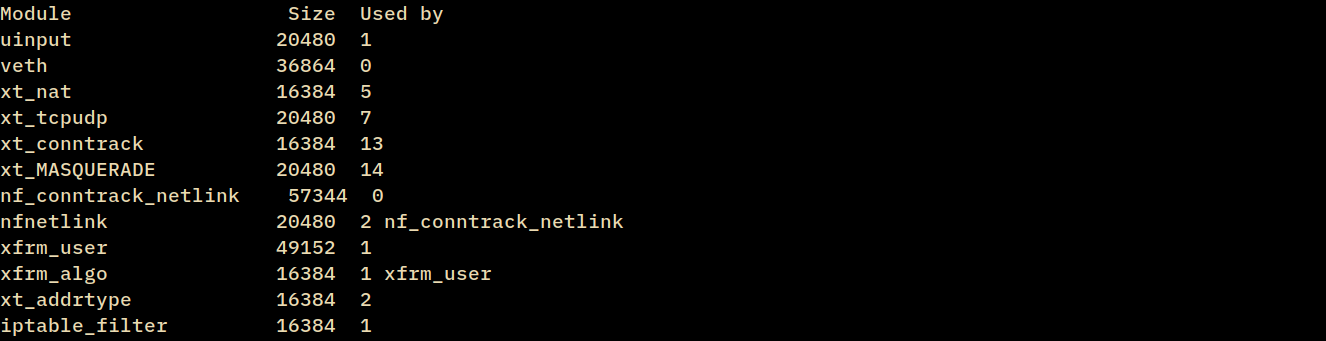 Module                  Size  Used by
uinput                 20480  1
veth                   36864  0
xt_nat                 16384  5
xt_tcpudp              20480  7
xt_conntrack           16384  13
xt_MASQUERADE          20480  14
nf_conntrack_netlink    57344  0
nfnetlink              20480  2 nf_conntrack_netlink
xfrm_user              49152  1
xfrm_algo              16384  1 xfrm_user
xt_addrtype            16384  2
iptable_filter         16384  1